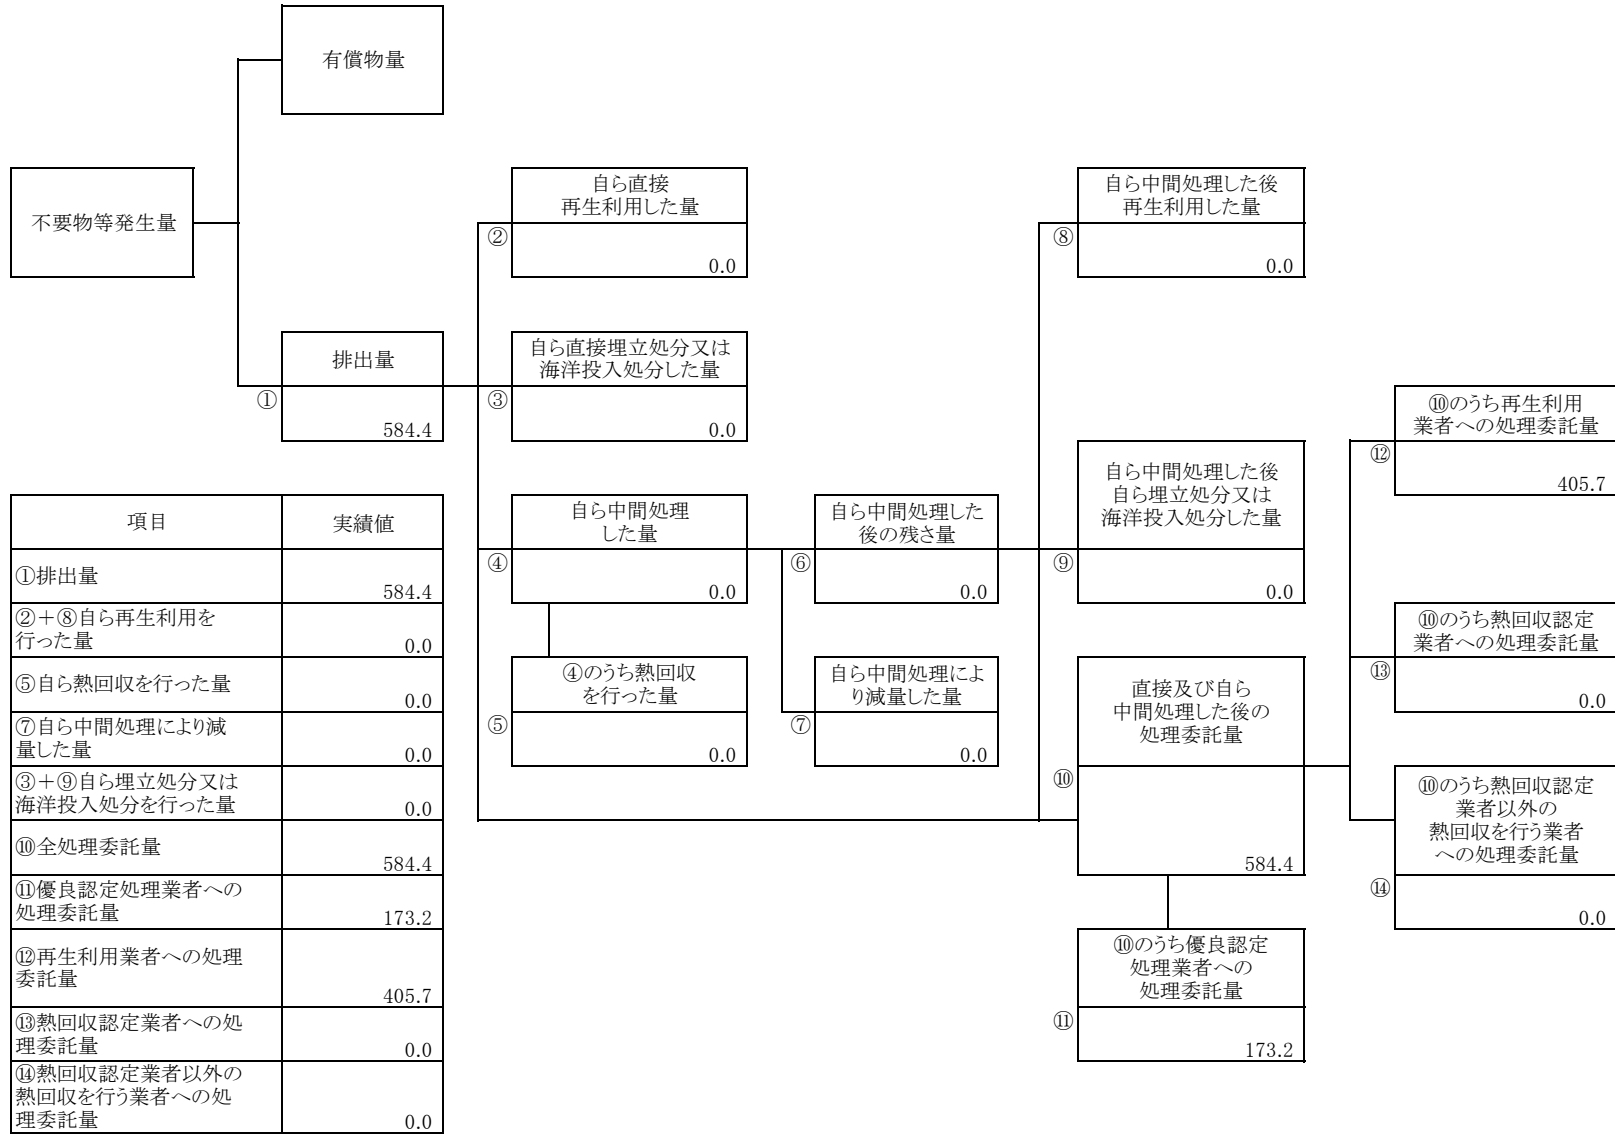 有償物量
不要物等発生量
自ら直接
再生利用した量
②
0.0
自ら中間処理した後
再生利用した量
⑧
0.0
排出量
①
584.4
自ら直接埋立処分又は
海洋投入処分した量
③
0.0
⑩のうち再生利用
業者への処理委託量
⑫
405.7
自ら中間処理
した量
④
0.0
自ら中間処理した
後の残さ量
⑥
0.0
自ら中間処理した後
自ら埋立処分又は
海洋投入処分した量
⑨
0.0
⑩のうち熱回収認定
業者への処理委託量
⑬
0.0
④のうち熱回収
を行った量
⑤
0.0
自ら中間処理によ
り減量した量
⑦
0.0
直接及び自ら
中間処理した後の
処理委託量
⑩
584.4
⑩のうち熱回収認定
業者以外の
熱回収を行う業者
への処理委託量
⑭
0.0
⑩のうち優良認定
処理業者への
処理委託量
⑪
173.2
項目
実績値
①排出量
584.4
②+⑧自ら再生利用を
行った量
0.0
⑤自ら熱回収を行った量
0.0
⑦自ら中間処理により減
量した量
0.0
③+⑨自ら埋立処分又は
海洋投入処分を行った量
0.0
⑩全処理委託量
584.4
⑪優良認定処理業者への
処理委託量
173.2
⑫再生利用業者への処理
委託量
405.7
⑬熱回収認定業者への処
理委託量
0.0
⑭熱回収認定業者以外の
熱回収を行う業者への処
理委託量
0.0